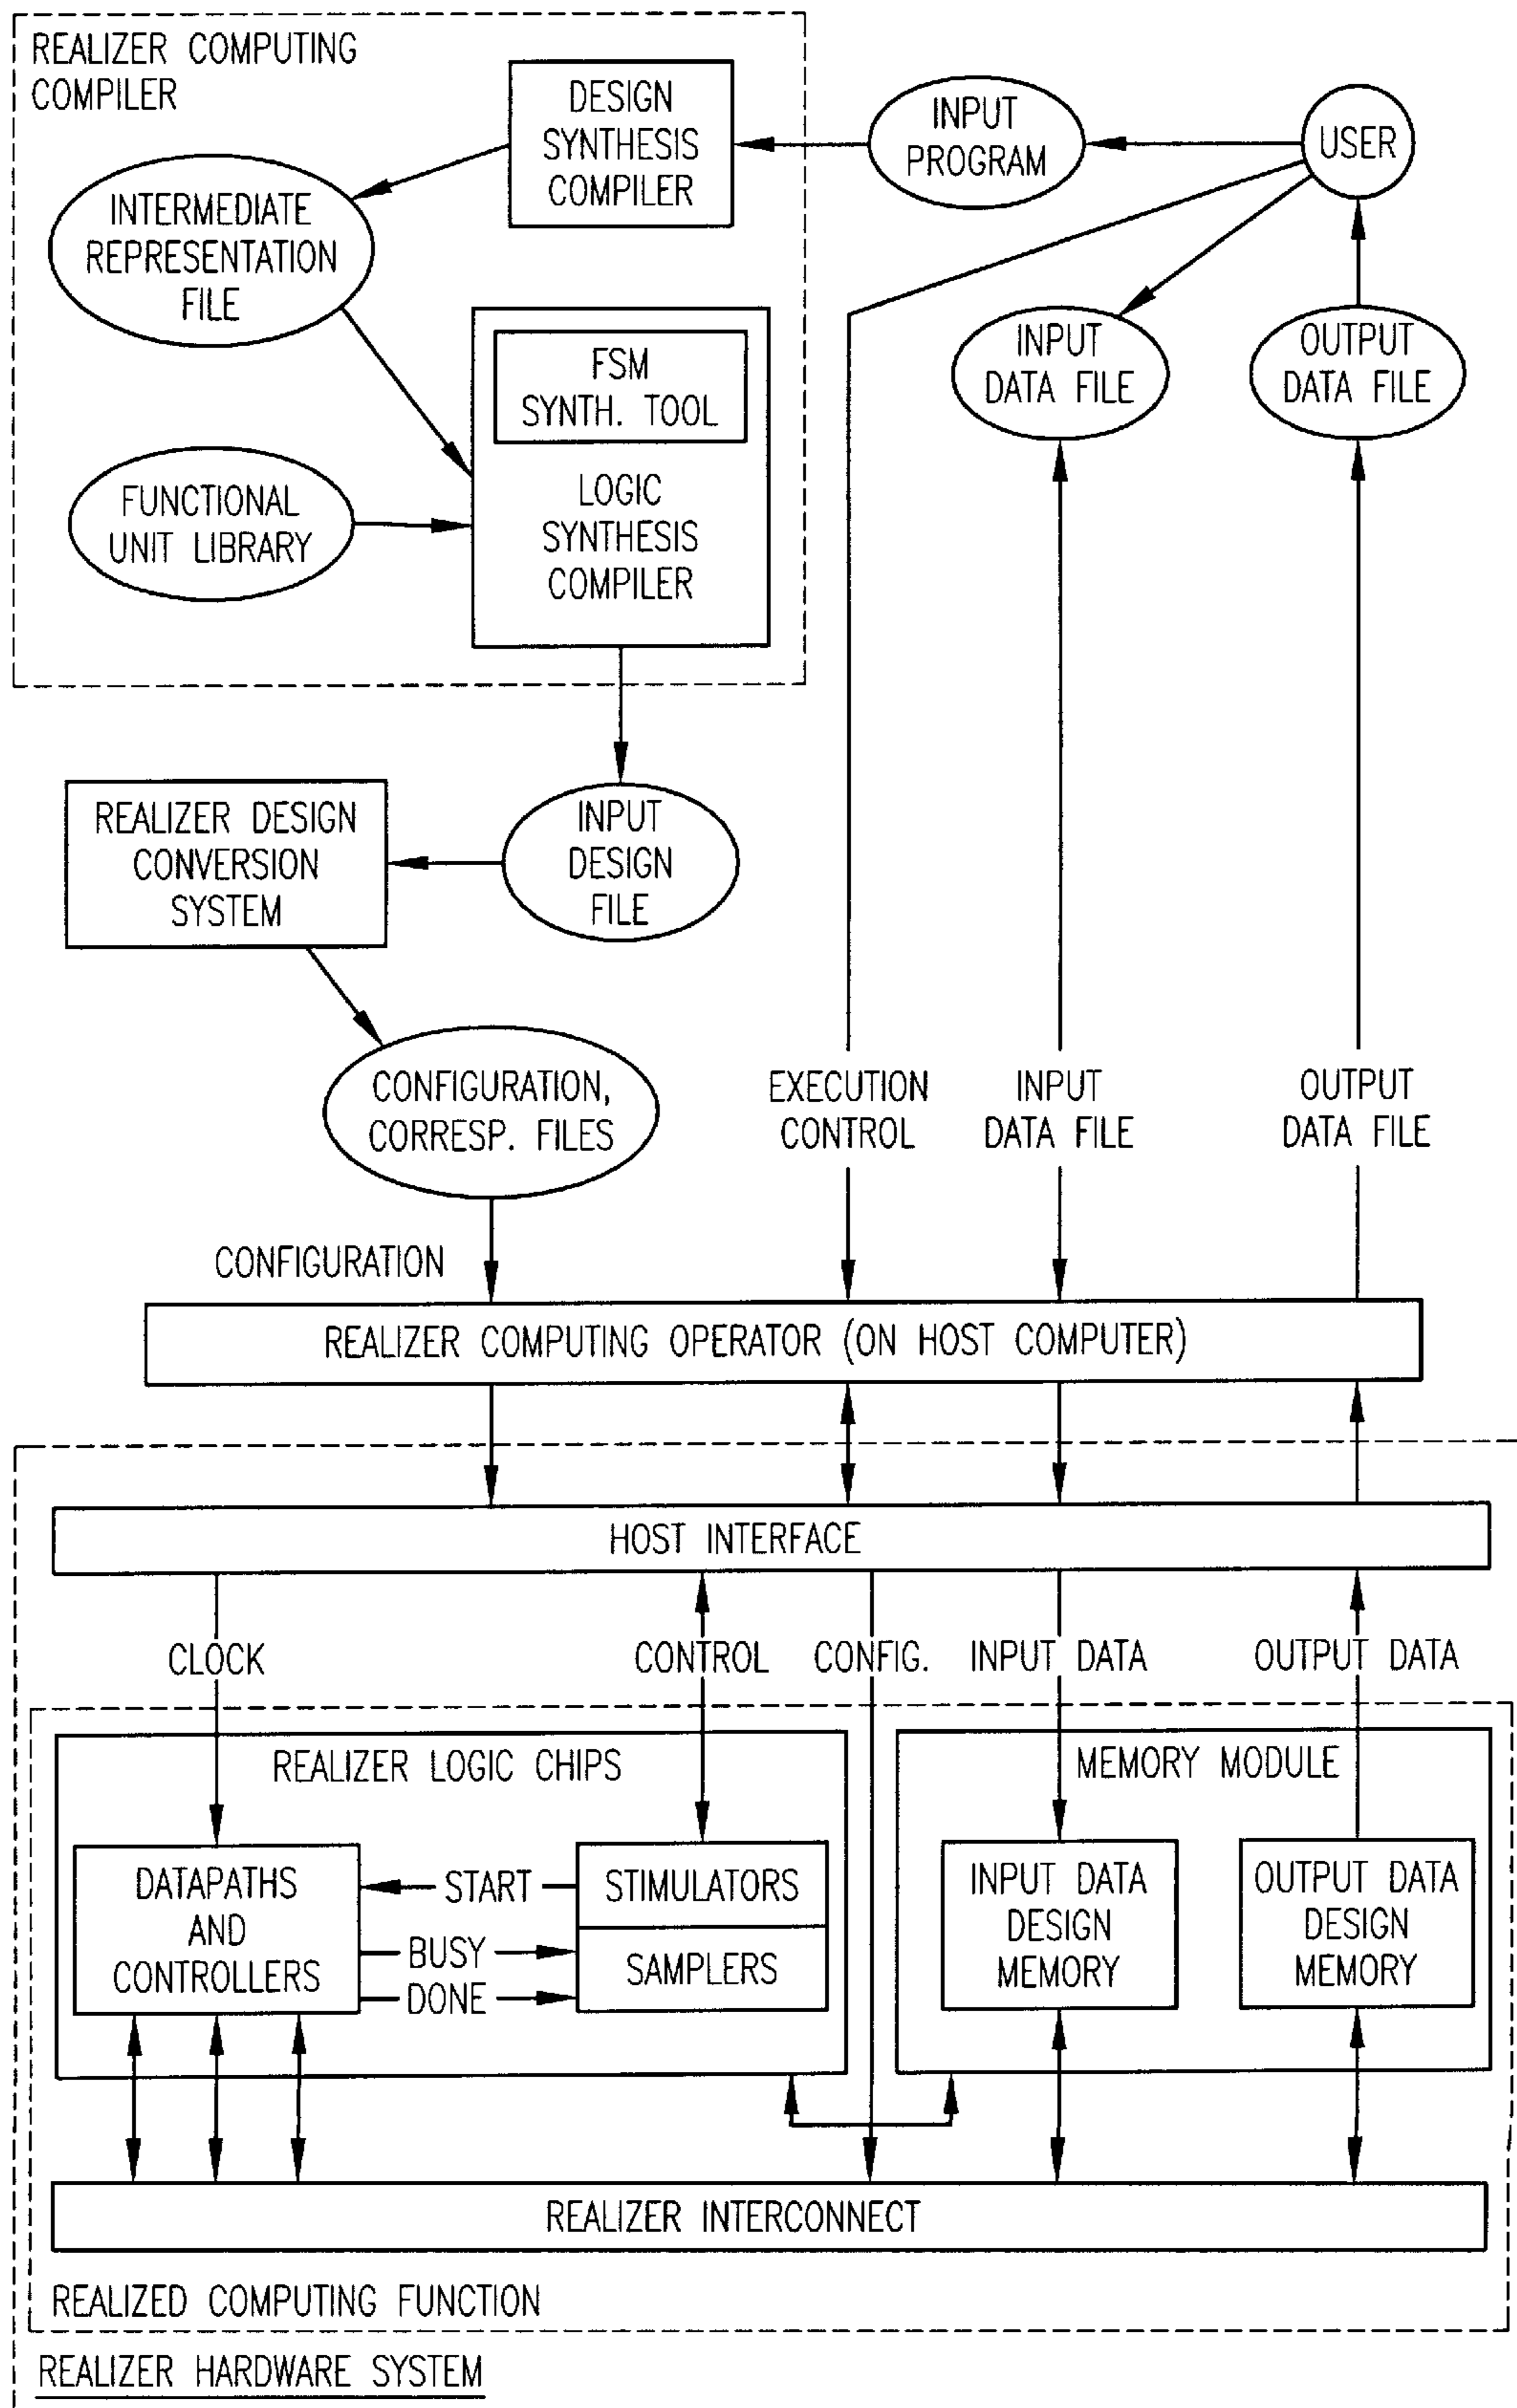 REALIZER COMPUTING
COMPILER
DESIGN
SYNTHESIS
COMPILER
INPUT
PROGRAM
USER
INTERMEDIATE
REPRESENTATION
FILE
FSM
SYNTH. TOOL
LOGIC
SYNTHESIS
COMPILER
FUNCTIONAL
UNIT LIBRARY
INPUT
DATA FILE
OUTPUT
DATA FILE
REALIZER DESIGN
CONVERSION
SYSTEM
INPUT
DESIGN
FILE
CONFIGURATION,
CORRESP. FILES
EXECUTION
CONTROL
INPUT
DATA FILE
OUTPUT
DATA FILE
CONFIGURATION
REALIZER COMPUTING OPERATOR (ON HOST COMPUTER)
HOST INTERFACE
CLOCK
CONTROL
CONFIG.
INPUT DATA
OUTPUT DATA
REALIZER LOGIC CHIPS
MEMORY MODULE
DATAPATHS
AND
CONTROLLERS
START
BUSY
DONE
STIMULATORS
SAMPLERS
INPUT DATA
DESIGN
MEMORY
OUTPUT DATA
DESIGN
MEMORY
REALIZER INTERCONNECT
REALIZED COMPUTING FUNCTION
REALIZER HARDWARE SYSTEM